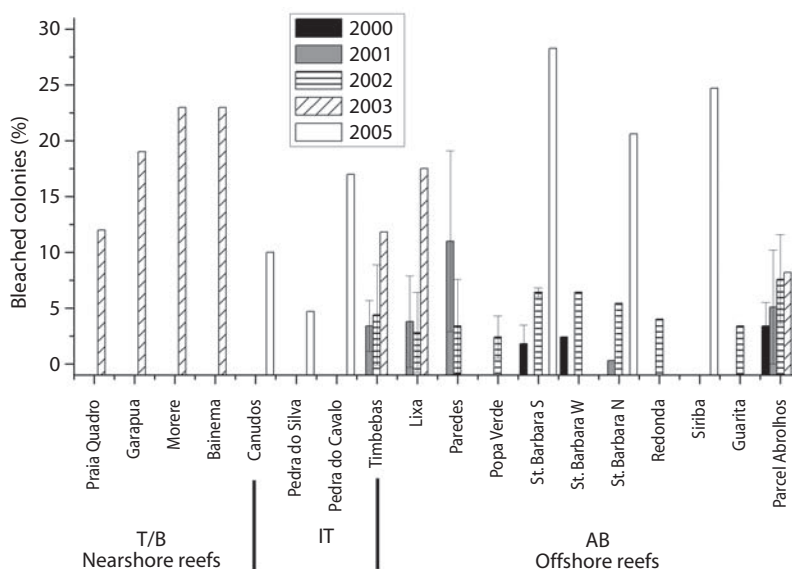 30
25
20
15
10
5
0
Bleached colonies (%)
2000
2001
2002
2003
2005
Praia Quadro
Garapua
Morere
Bainema
Canudos
Pedra do Silva
Pedra do Cavalo
Timbebas
Lixa
Paredes
Popa Verde
St. Barbara S
St. Barbara W
St. Barbara N
Redonda
Siriba
Guarita
Parcel Abrolhos
T/B
Nearshore reefs
IT
AB
Offshore reefs